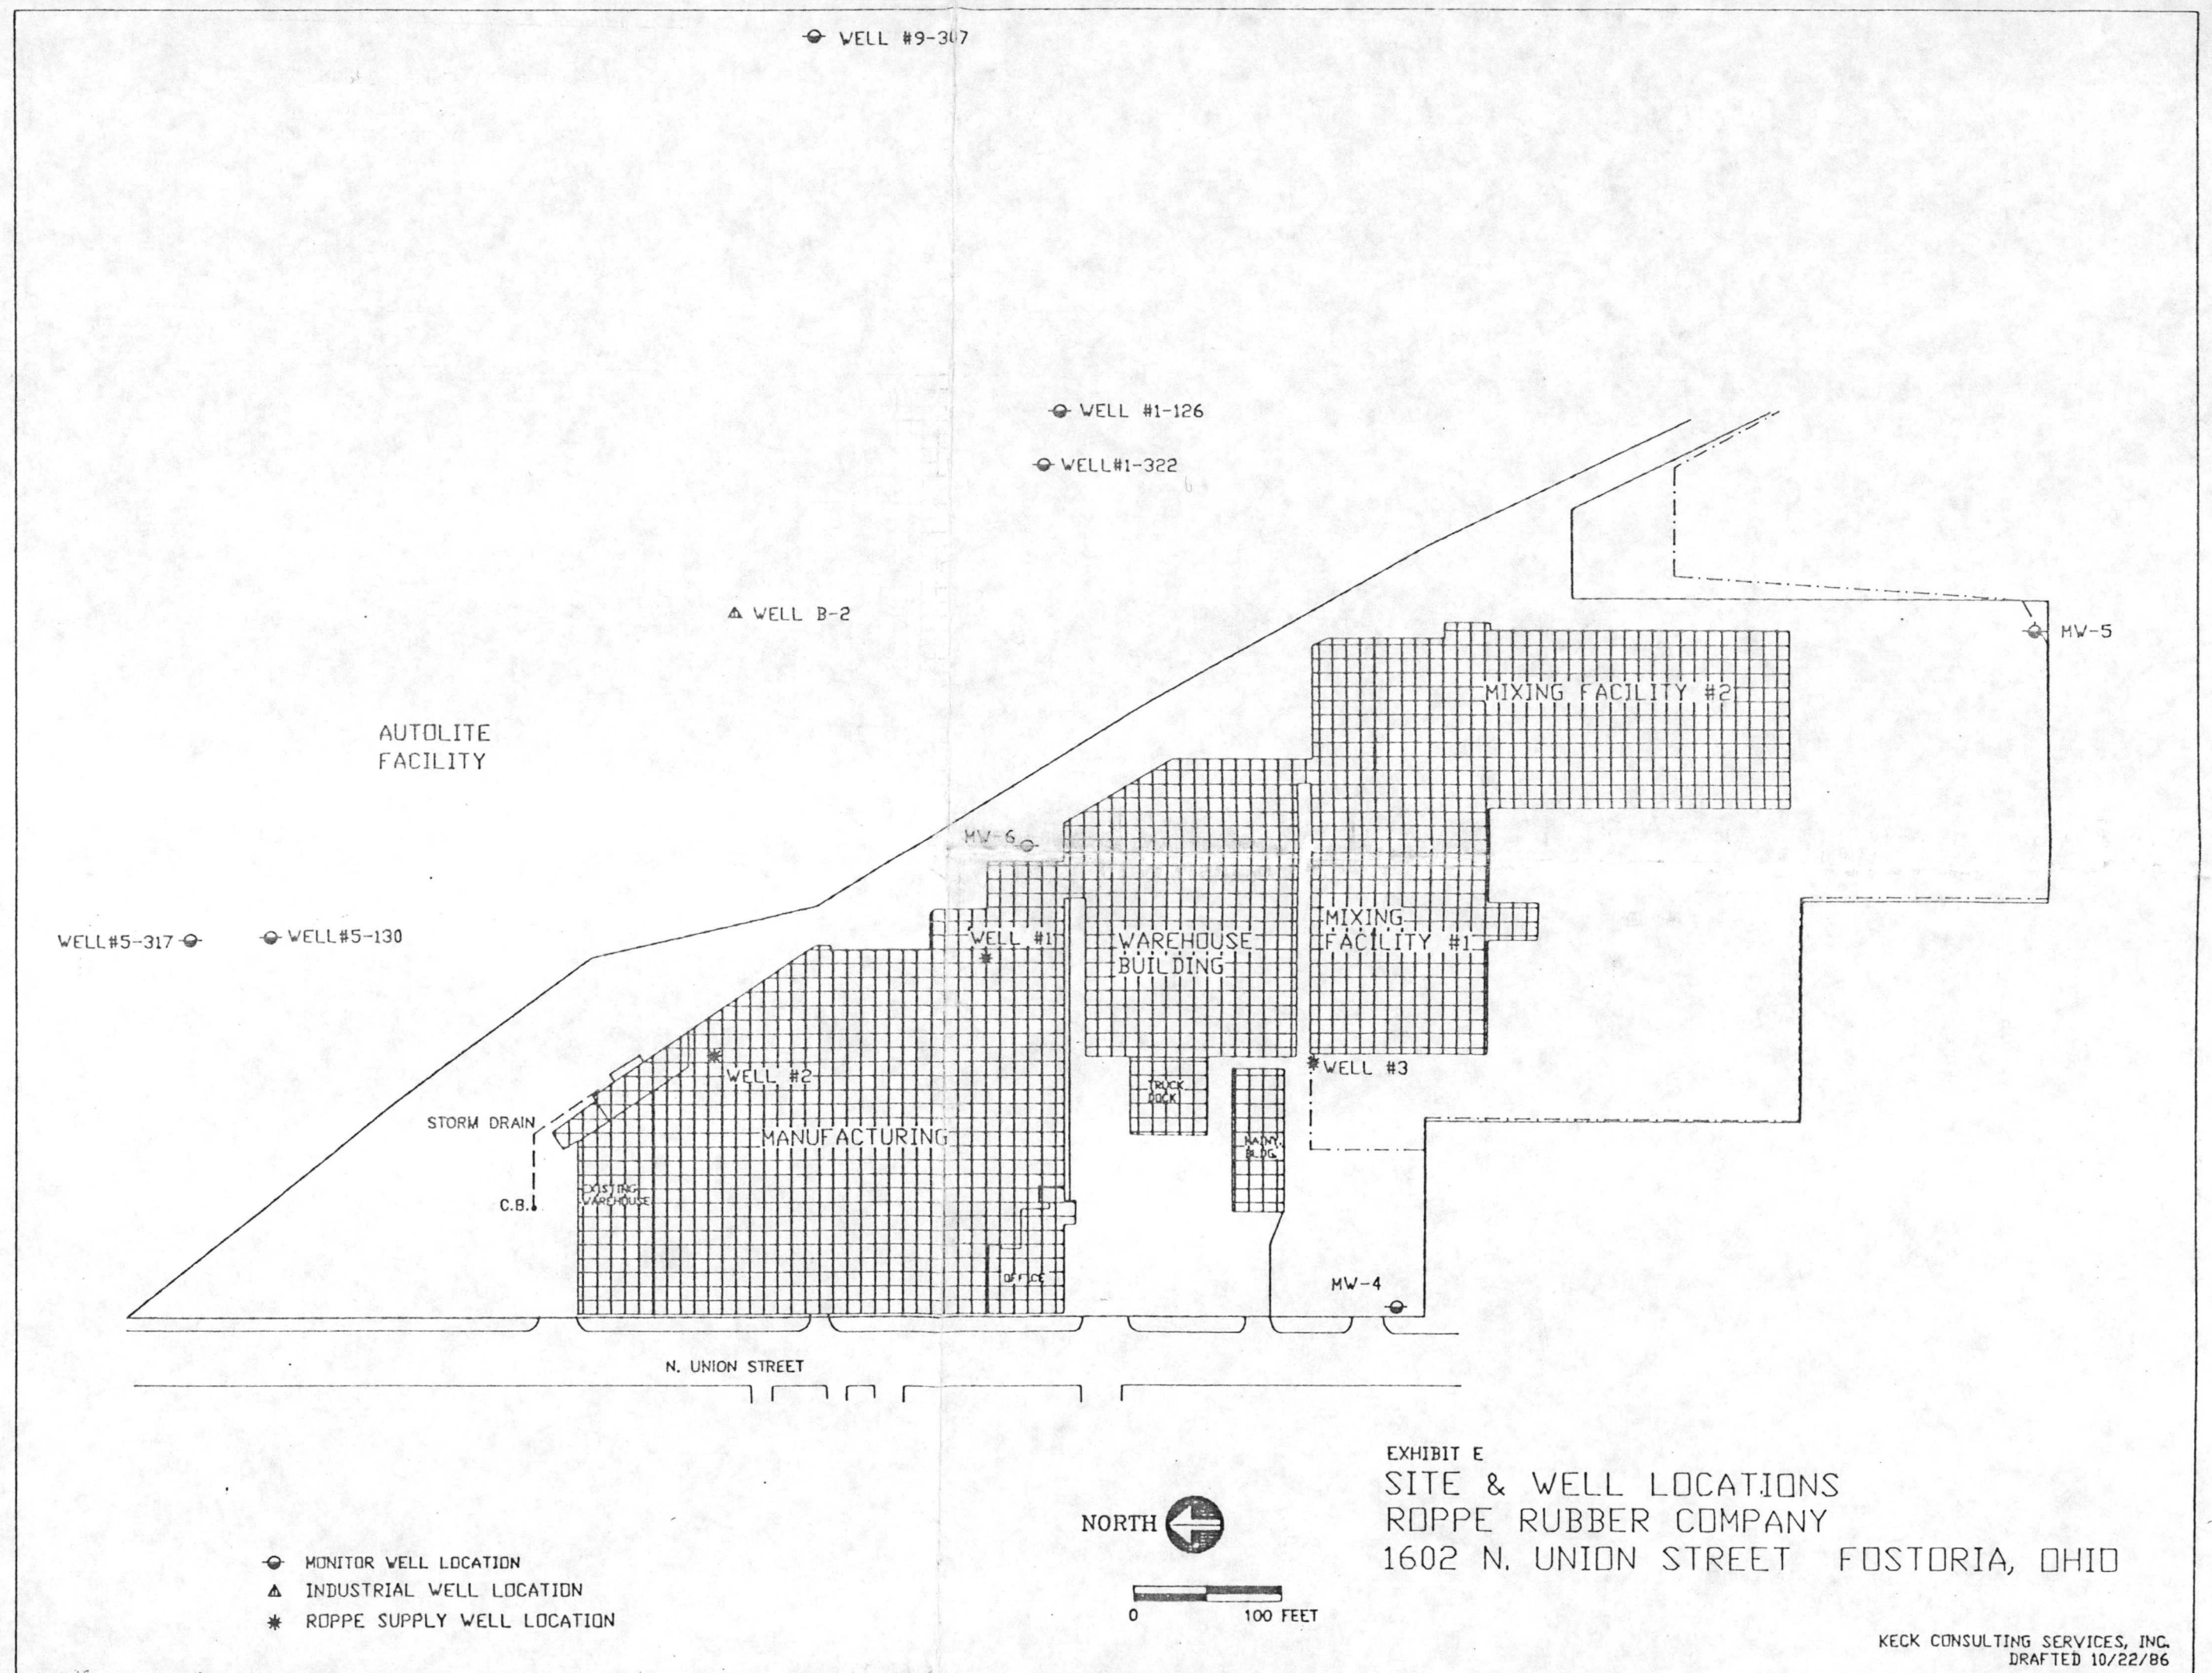 WELL #9-307
WELL #1-126
WELL#1-322
WELL B-2
MW-5
MIXING FACILITY #2
AUTOLITE
FACILITY
MW-6
MIXING
FACILITY #1
WELL #1
WAREHOUSE
BUILDING
WELL#5-317
WELL#5-130
WELL #2
WELL #3
TRUCK
DOCK
STORM DRAIN
MANUFACTURING
MAINT.
BLDG.
EXISTING
WAREHOUSE
C.B.
OFFICE
MW-4
N. UNION STREET
EXHIBIT E
SITE & WELL LOCATIONS
ROPPE RUBBER COMPANY
1602 N. UNION STREET FOSTORIA, OHIO
NORTH
MONITOR WELL LOCATION
INDUSTRIAL WELL LOCATION
ROPPE SUPPLY WELL LOCATION
0 100 FEET
KECK CONSULTING SERVICES, INC.
DRAFTED 10/22/86